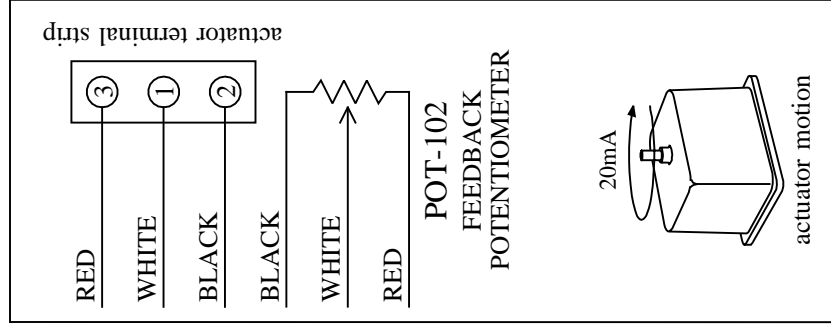 actuator terminal strip
3
1
2
RED
WHITE
BLACK
BLACK
WHITE
RED
POT-102
FEEDBACK
POTENTIOMETER
20mA
actuator motion